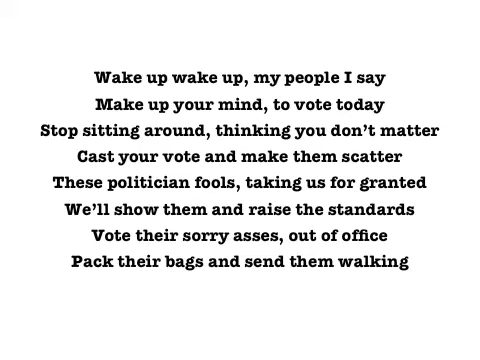 Wake up wake up, my people I say
Make up your mind, to vote today
Stop sitting around, thinking you don’t matter
Cast your vote and make them scatter
These politician fools, taking us for granted
We’ll show them and raise the standards
Vote their sorry asses, out of office
Pack their bags and send them walking